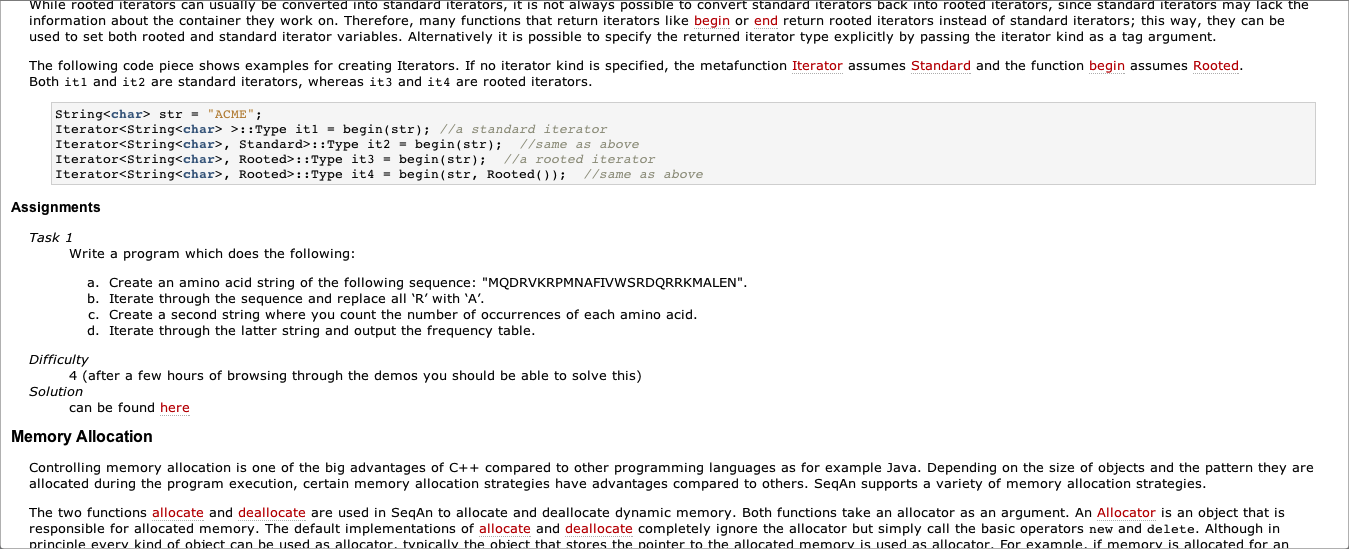 While rooted iterators can usually be converted into standard iterators, it is not always possible to convert standard iterators back into rooted iterators, since standard iterators may lack the
information about the container they work on. Therefore, many functions that return iterators like begin or end return rooted iterators instead of standard iterators; this way, they can be
used to set both rooted and standard iterator variables. Alternatively it is possible to specify the returned iterator type explicitly by passing the iterator kind as a tag argument.
The following code piece shows examples for creating Iterators. If no iterator kind is specified, the metafunction Iterator assumes Standard and the function begin assumes Rooted.
Both it1 and it2 are standard iterators, whereas it3 and it4 are rooted iterators.
String<char> str = "ACME";
Iterator<String<char> >::Type it1 = begin(str); //a standard iterator
Iterator<String<char>, Standard>::Type it2 = begin(str);  //same as above
Iterator<String<char>, Rooted>::Type it3 = begin(str);  //a rooted iterator
Iterator<String<char>, Rooted>::Type it4 = begin(str, Rooted());  //same as above
Assignments
Task 1
Write a program which does the following:
a. Create an amino acid string of the following sequence: "MQDRVKRPMNAFIVWSRDQRRKMALEN".
b. Iterate through the sequence and replace all ‘R’ with ‘A’.
c. Create a second string where you count the number of occurrences of each amino acid.
d. Iterate through the latter string and output the frequency table.
Difficulty
4 (after a few hours of browsing through the demos you should be able to solve this)
Solution
can be found here
Memory Allocation
Controlling memory allocation is one of the big advantages of C++ compared to other programming languages as for example Java. Depending on the size of objects and the pattern they are
allocated during the program execution, certain memory allocation strategies have advantages compared to others. SeqAn supports a variety of memory allocation strategies.
The two functions allocate and deallocate are used in SeqAn to allocate and deallocate dynamic memory. Both functions take an allocator as an argument. An Allocator is an object that is
responsible for allocated memory. The default implementations of allocate and deallocate completely ignore the allocator but simply call the basic operators new and delete. Although in
principle every kind of object can be used as allocator, typically the object that stores the pointer to the allocated memory is used as allocator. For example, if memory is allocated for an